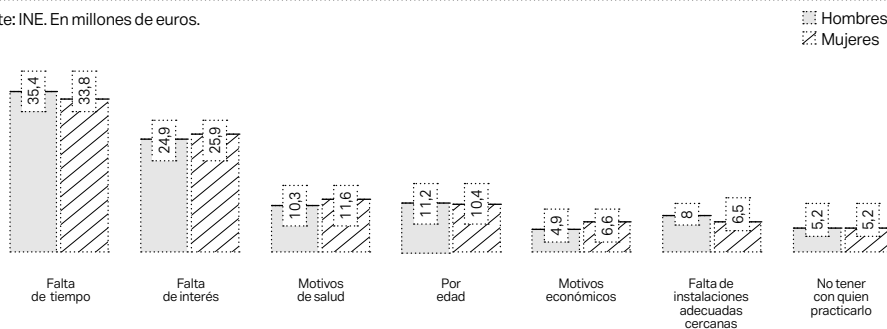 te: INE. En millones de euros.
Hombres
Mujeres
35,4
33,8
24,9
25,9
10,3
11,6
11,2
10,4
4,9
6,6
8
6,5
5,2
5,2
Falta
de tiempo
Falta
de interés
Motivos
de salud
Por
edad
Motivos
económicos
Falta de
instalaciones
adecuadas
cercanas
No tener
con quien
practicarlo